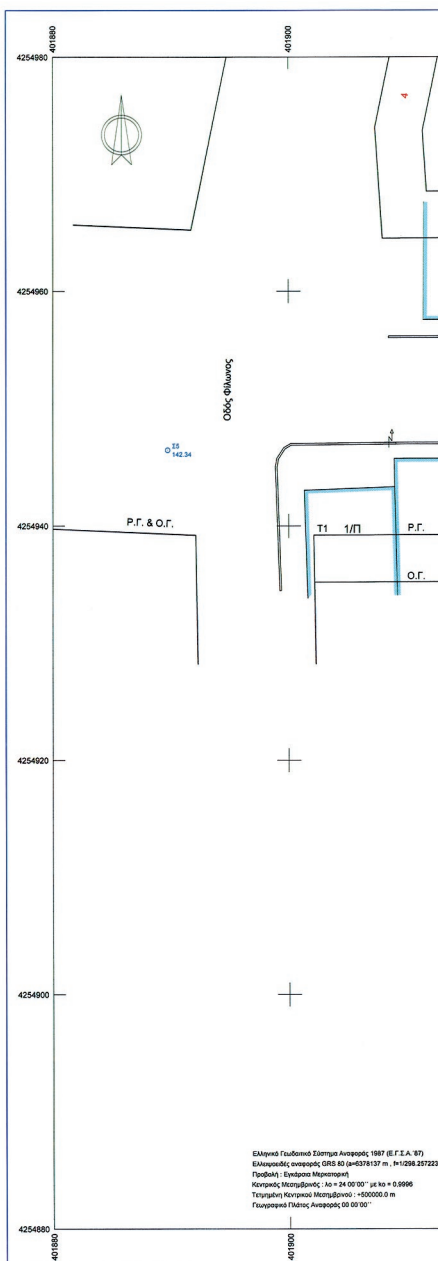 401880
401900
4254980
4
4254960
Οδός Φίλωνος
4
N
Σ5
142.34
4254940
Ρ.Γ. & Ο.Γ.
Τ1
1/Π
Ρ.Γ.
Ο.Γ.
4254920
4254900
Ελληνικό Γεωδαιτικό Σύστημα Αναφοράς 1987 (Ε.Γ.Σ.Α. '87)
Ελλειψοειδές αναφοράς GRS 80 (a=6378137 m , f=1/298.257223
Προβολή : Εγκάρσια Μερκατορική
Κεντρικός Μεσημβρινός : λο = 24 00'00'' με ko = 0.9996
Τετμημένη Κεντρικού Μεσημβρινού : +500000.0 m
Γεωγραφικό Πλάτος Αναφοράς 00 00'00''
4254880
401880
401900